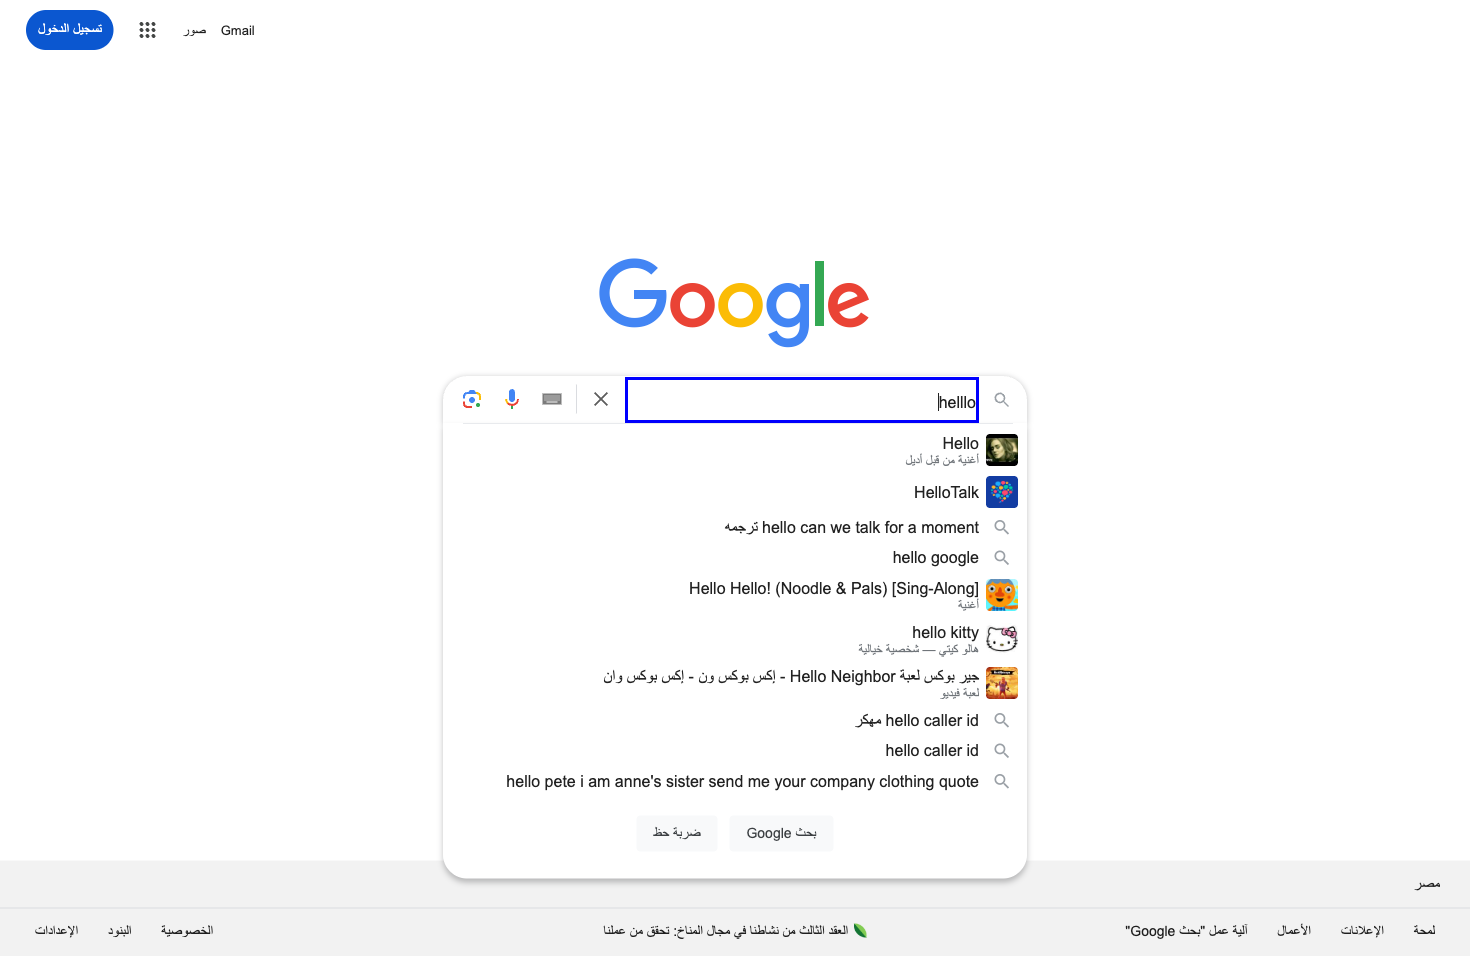 Gmail
صور
تسجيل الدخول
Google
helllo
Hello
أغنية من قبل أديل
HelloTalk
hello can we talk for a moment ترجمه
hello google
Hello Hello! (Noodle & Pals) [Sing-Along]
أغنية
hello kitty
هالو كيتي — شخصية خيالية
جير بوكس لعبة Hello Neighbor - إكس بوكس ون - إكس بوكس وان
لعبة فيديو
hello caller id مهكر
hello caller id
hello pete i am anne's sister send me your company clothing quote
بحث Google
ضربة حظ
مصر
لمحة
الإعلانات
الأعمال
آلية عمل "بحث Google"
العقد الثالث من نشاطنا في مجال المناخ: تحقق من عملنا
الخصوصية
البنود
الإعدادات